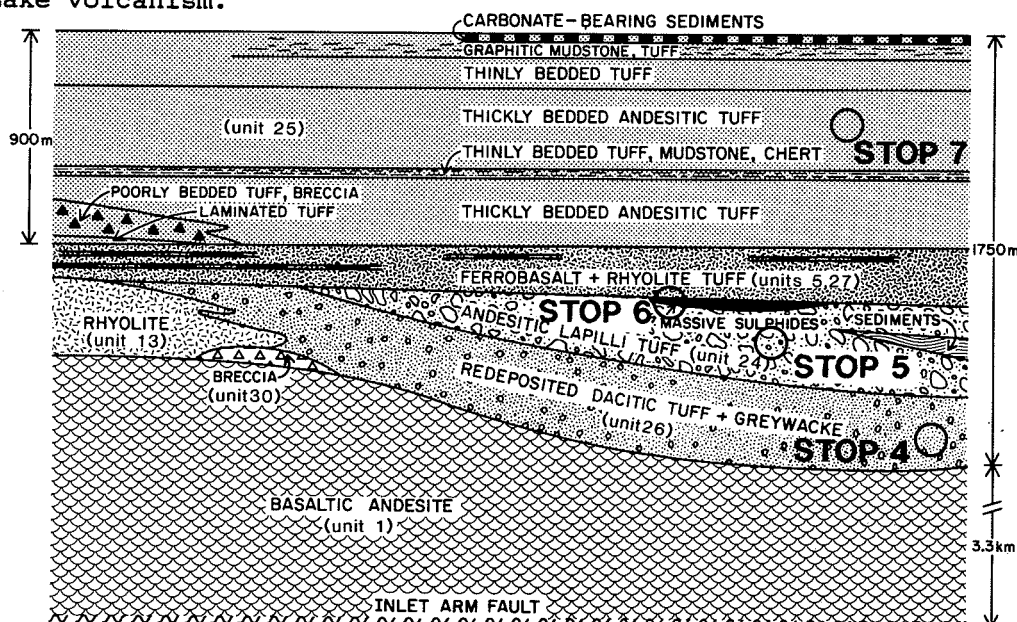 Lake volcanism.
CARBONATE-BEARING SEDIMENTS
GRAPHITIC MUDSTONE, TUFF
THINLY BEDDED TUFF
THICKLY BEDDED ANDESITIC TUFF
(unit 25)
900m
STOP 7
THINLY BEDDED TUFF, MUDSTONE, CHERT
POORLY BEDDED TUFF, BRECCIA
LAMINATED TUFF
THICKLY BEDDED ANDESITIC TUFF
1750m
FERROBASALT + RHYOLITE TUFF (units 5,27)
STOP 6
MASSIVE SULPHIDES
SEDIMENTS
RHYOLITE
(unit 13)
ANDESITIC LAPILLI TUFF (unit 24)
STOP 5
BRECCIA
(unit30)
REDEPOSITED DACITIC TUFF + GREYWACKE
(unit26)
STOP 4
BASALTIC ANDESITE
(unit 1)
3.3km
INLET ARM FAULT